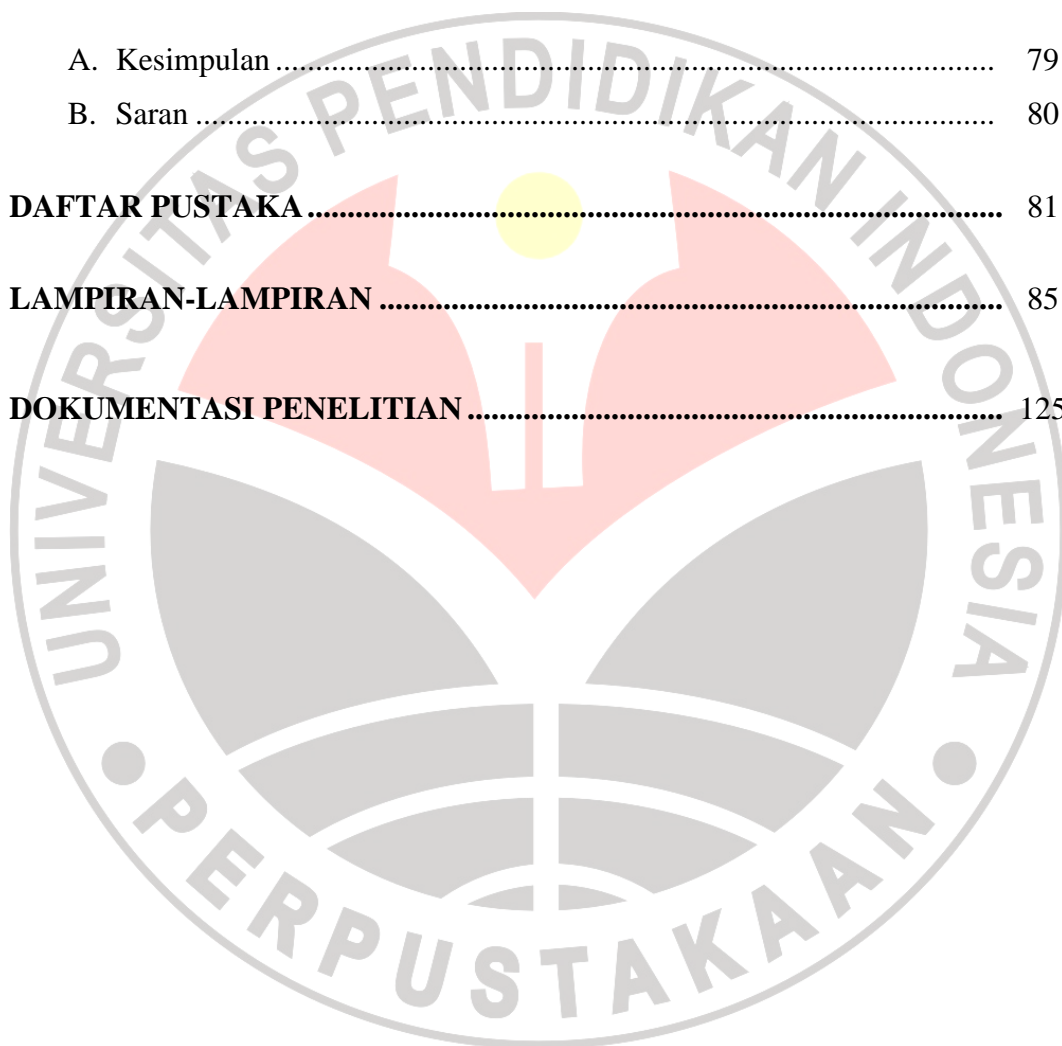 A. Kesimpulan .......................................................................................... 79
B. Saran .................................................................................................... 80
DAFTAR PUSTAKA ....................................................................................... 81
LAMPIRAN-LAMPIRAN .............................................................................. 85
DOKUMENTASI PENELITIAN ................................................................... 125
UNIVERSITAS PENDIDIKAN INDONESIA
PERPUSTAKAAN